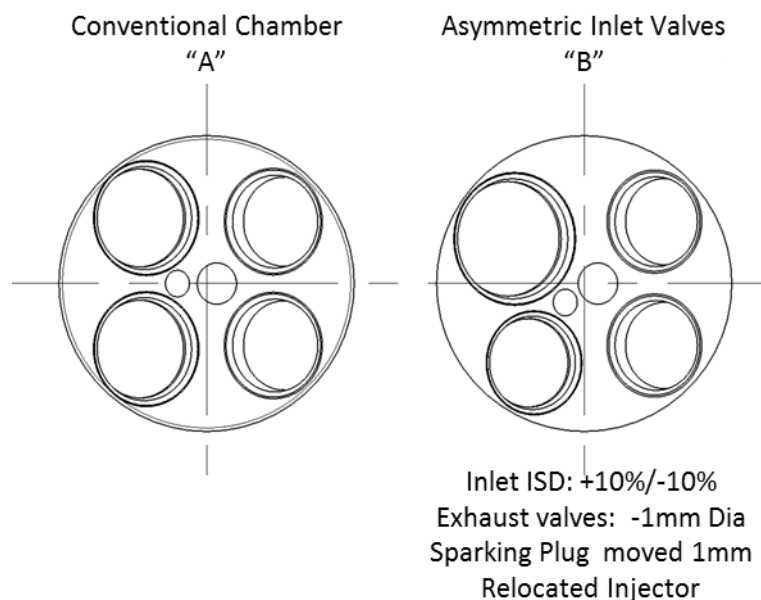 Conventional Chamber
“A”
Asymmetric Inlet Valves
“B”
Inlet ISD: +10%/-10%
Exhaust valves:  -1mm Dia
Sparking Plug  moved 1mm
Relocated Injector